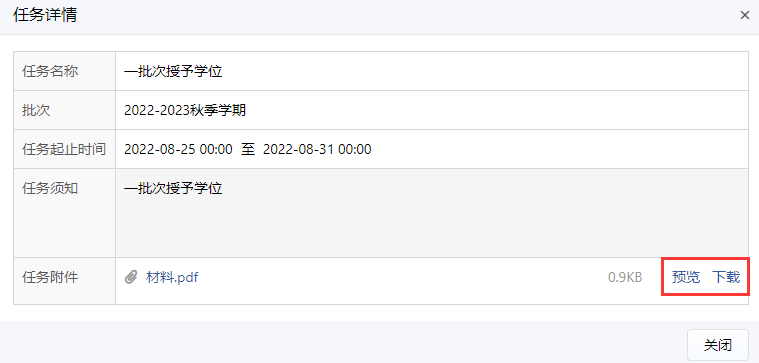 任务详情
任务名称 一批次授予学位
批次 2022-2023秋季学期
任务起止时间 2022-08-25 00:00 至 2022-08-31 00:00
任务须知 一批次授予学位
任务附件 材料.pdf 0.9KB 预览 下载
关闭